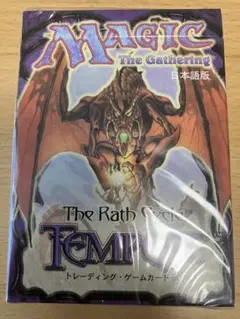 MAGIC
The Gathering
日本語版
The Rath Cycle
TEMPEST
トレーディング・ゲームカード